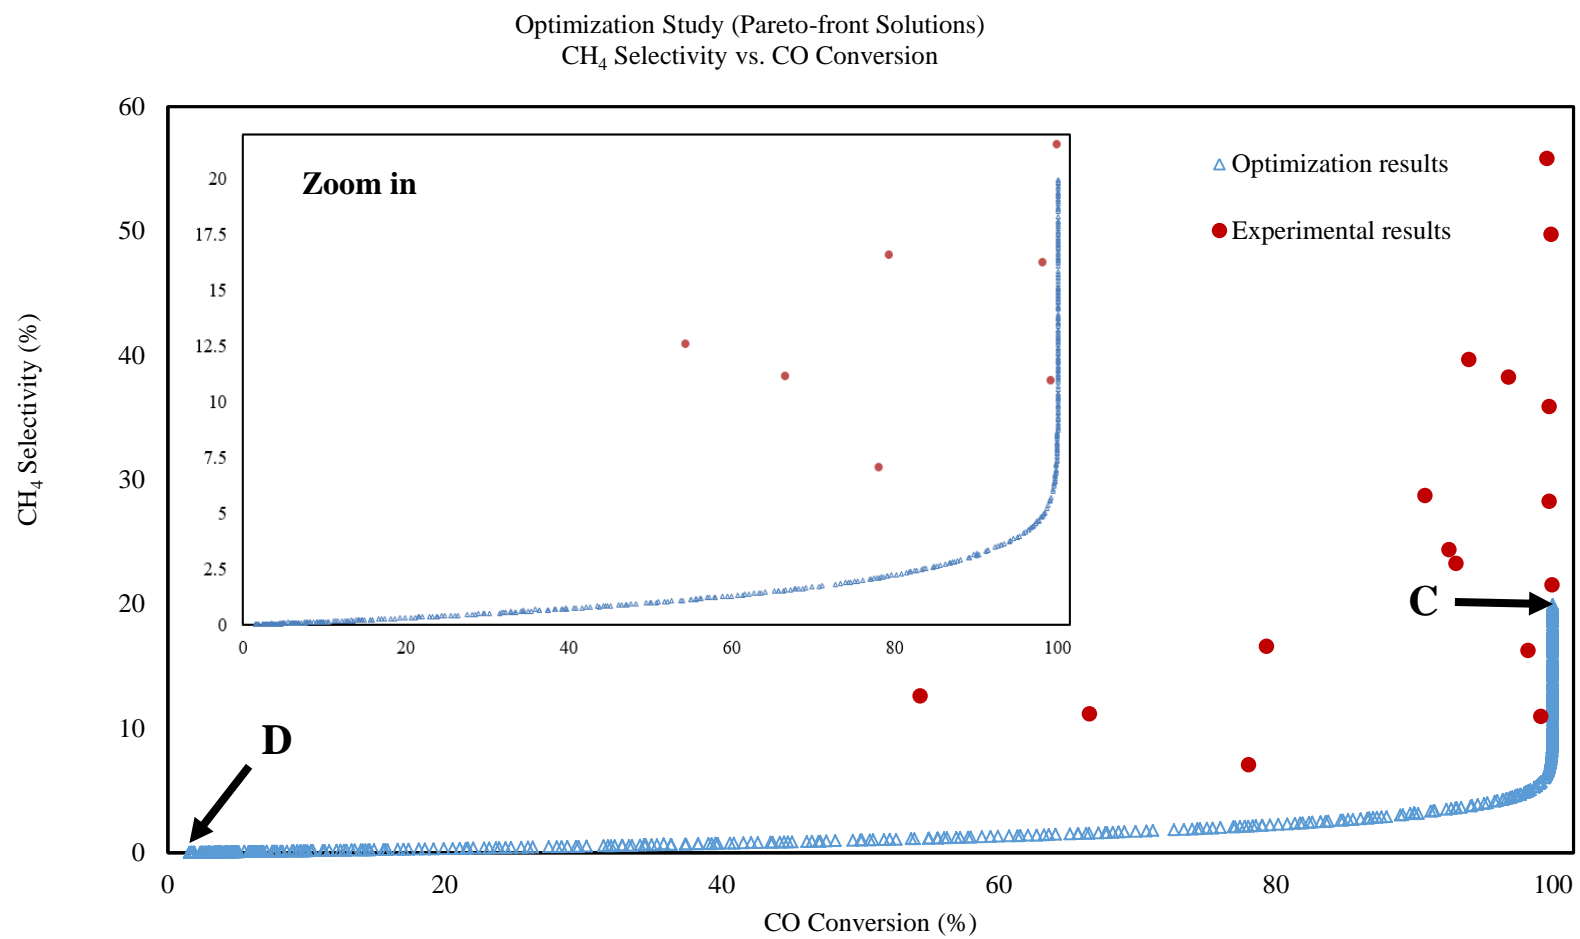 Optimization Study (Pareto-front Solutions)
CH₄ Selectivity vs. CO Conversion
CH₄ Selectivity (%)
60
50
40
30
20
10
0
Zoom in
20
17.5
15
12.5
10
7.5
5
2.5
0
0 20 40 60 80 100
Optimization results
Experimental results
C
D
0 20 40 60 80 100
CO Conversion (%)